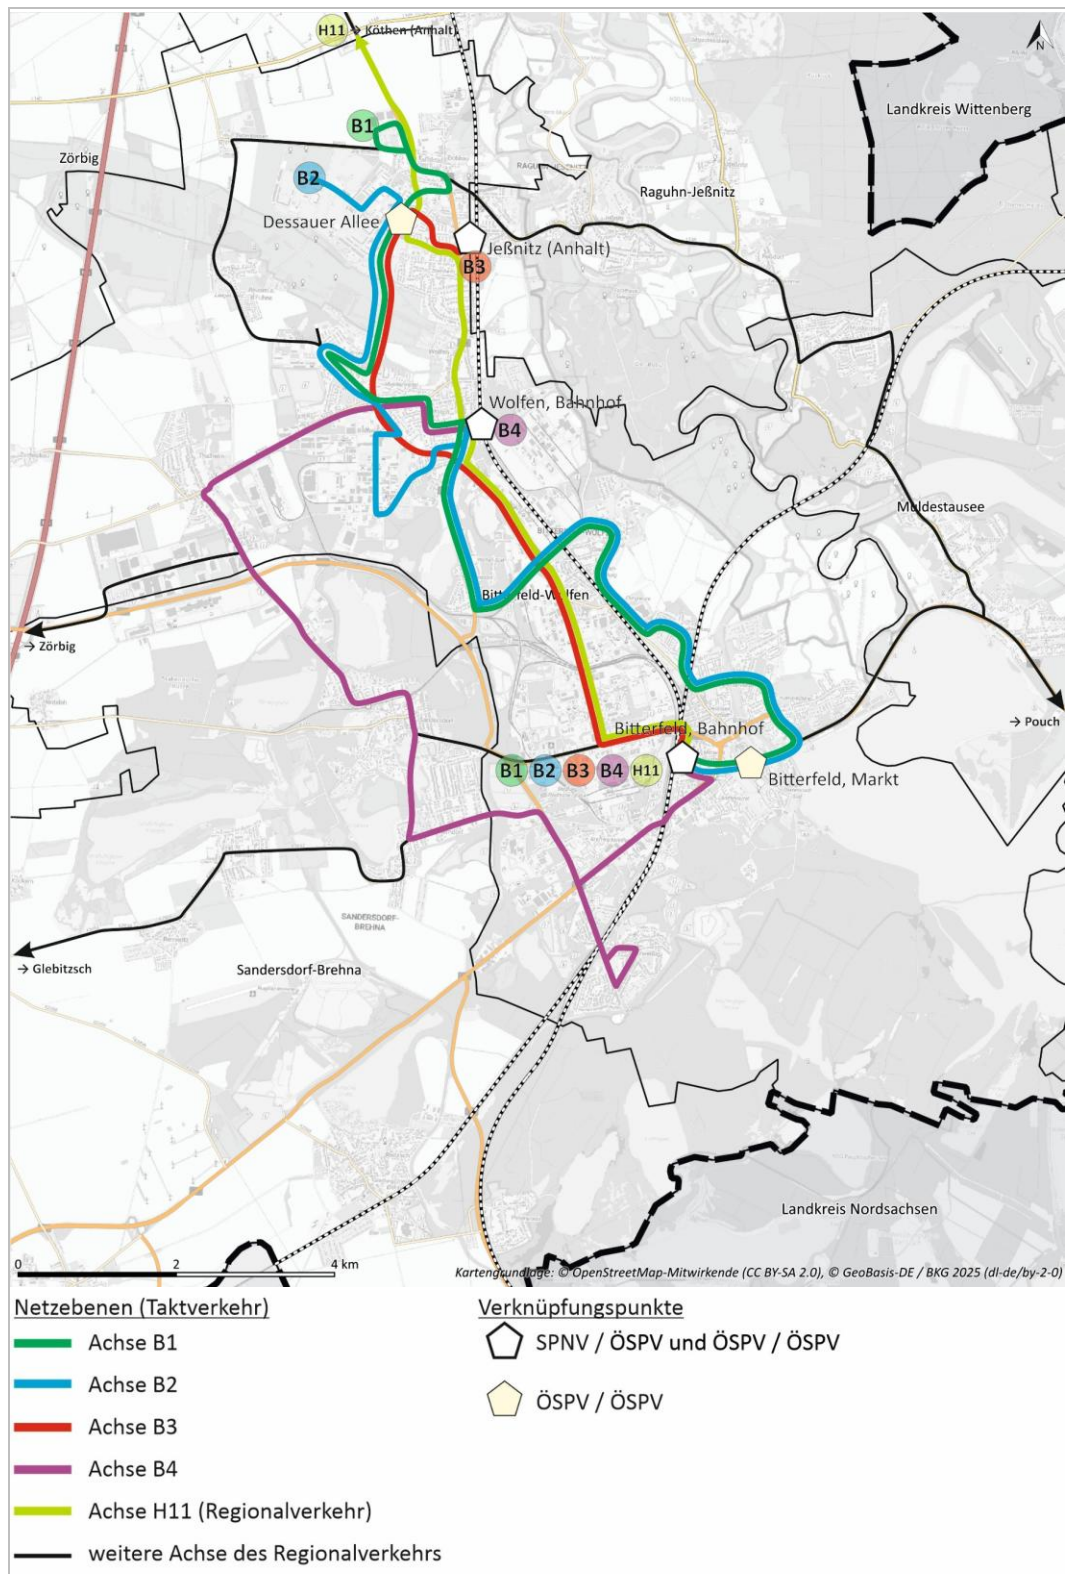 H11
→ Köthen (Anhalt)
N
Landkreis Wittenberg
B1
Zörbig
RAGUHN-JESSNITZ
B2
Raguhn-Jeßnitz
Dessauer Allee
Jeßnitz (Anhalt)
B3
Wolfen, Bahnhof
B4
Muldestausee
Bitterfeld-Wolfen
→ Zörbig
→ Pouch
Bitterfeld, Bahnhof
B1 B2 B3 B4 H11
Bitterfeld, Markt
SANDERSDORF-
BREHNA
→ Glebitzsch
Sandersdorf-Brehna
Landkreis Nordsachsen
0 2 4 km
Kartengrundlage: © OpenStreetMap-Mitwirkende (CC BY-SA 2.0), © GeoBasis-DE / BKG 2025 (dl-de/by-2-0)
Netzebenen (Taktverkehr)
Achse B1
Achse B2
Achse B3
Achse B4
Achse H11 (Regionalverkehr)
weitere Achse des Regionalverkehrs
Verknüpfungspunkte
SPNV / ÖSPV und ÖSPV / ÖSPV
ÖSPV / ÖSPV